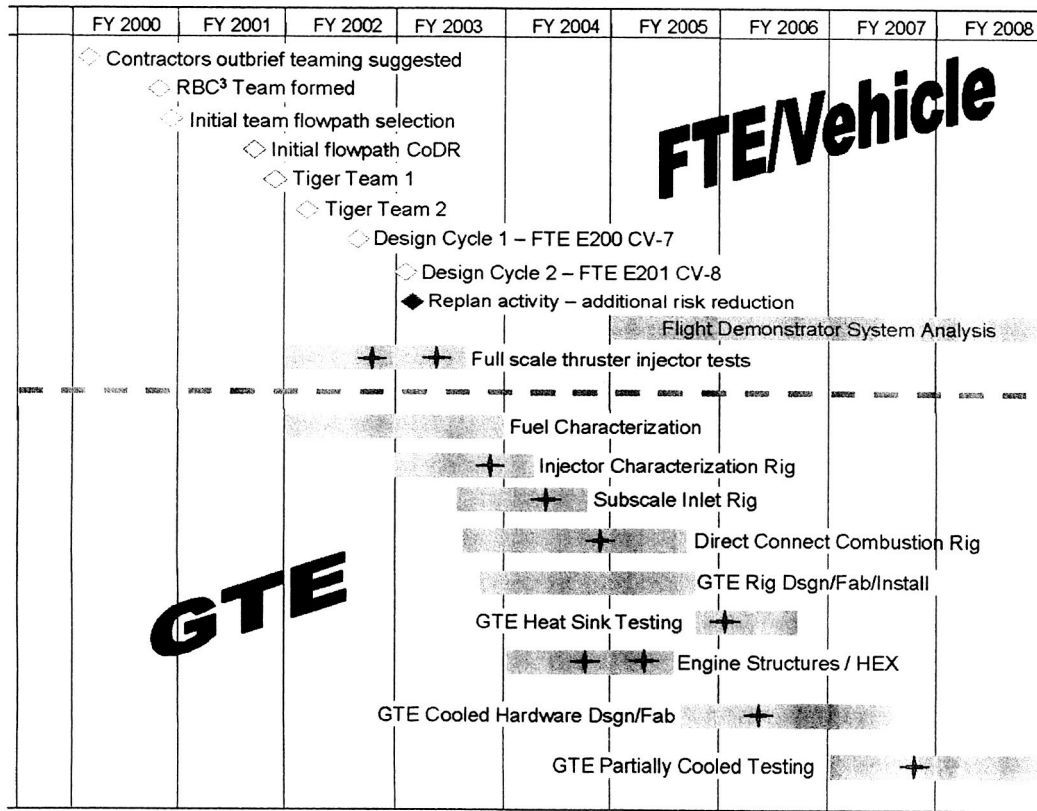 FY 2000 FY 2001 FY 2002 FY 2003 FY 2004 FY 2005 FY 2006 FY 2007 FY 2008
Contractors outbrief teaming suggested
RBC³ Team formed
Initial team flowpath selection
FTE/Vehicle
Initial flowpath CoDR
Tiger Team 1
Tiger Team 2
Design Cycle 1 – FTE E200 CV-7
Design Cycle 2 – FTE E201 CV-8
Replan activity – additional risk reduction
Flight Demonstrator System Analysis
Full scale thruster injector tests
Fuel Characterization
Injector Characterization Rig
Subscale Inlet Rig
Direct Connect Combustion Rig
GTE Rig Dsgn/Fab/Install
GTE
GTE Heat Sink Testing
Engine Structures / HEX
GTE Cooled Hardware Dsgn/Fab
GTE Partially Cooled Testing